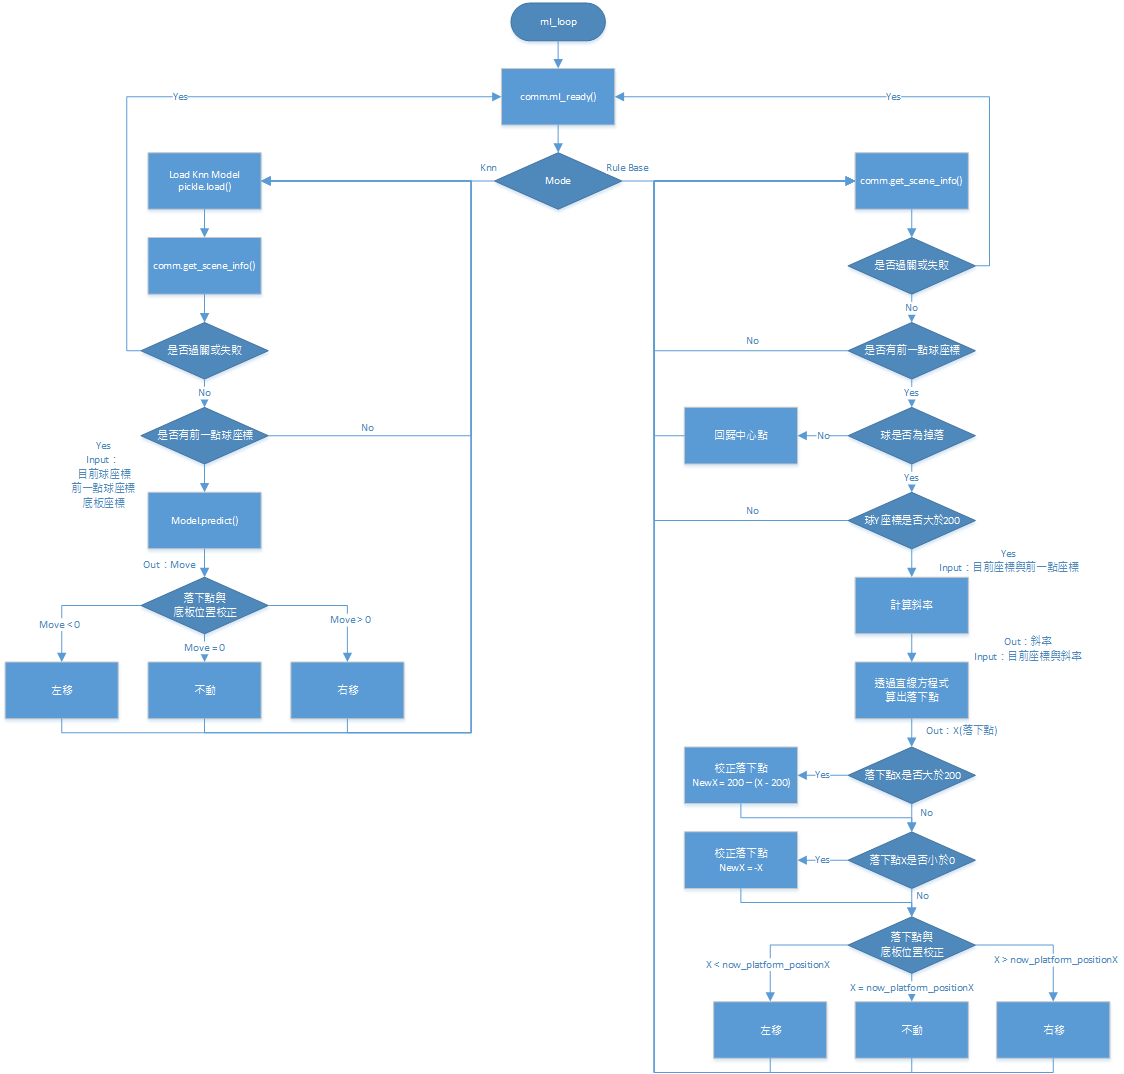 ml_loop
comm.ml_ready()
Yes
Yes
Mode
Knn
Rule Base
Load Knn Model
pickle.load()
comm.get_scene_info()
是否過關或失敗
No
是否有前一點球座標
No
Yes
Input：
目前球座標
前一點球座標
底板座標
Model.predict()
Out：Move
落下點與
底板位置校正
Move < 0
Move = 0
Move > 0
左移
不動
右移
comm.get_scene_info()
是否過關或失敗
No
是否有前一點球座標
No
Yes
球是否為掉落
No
回歸中心點
Yes
球Y座標是否大於200
No
Yes
Input：目前座標與前一點座標
計算斜率
Out：斜率
Input：目前座標與斜率
透過直線方程式
算出落下點
Out：X(落下點)
落下點X是否大於200
Yes
校正落下點
NewX = 200 – (X - 200)
No
落下點X是否小於0
Yes
校正落下點
NewX = -X
No
落下點與
底板位置校正
X < now_platform_positionX
X = now_platform_positionX
X > now_platform_positionX
左移
不動
右移